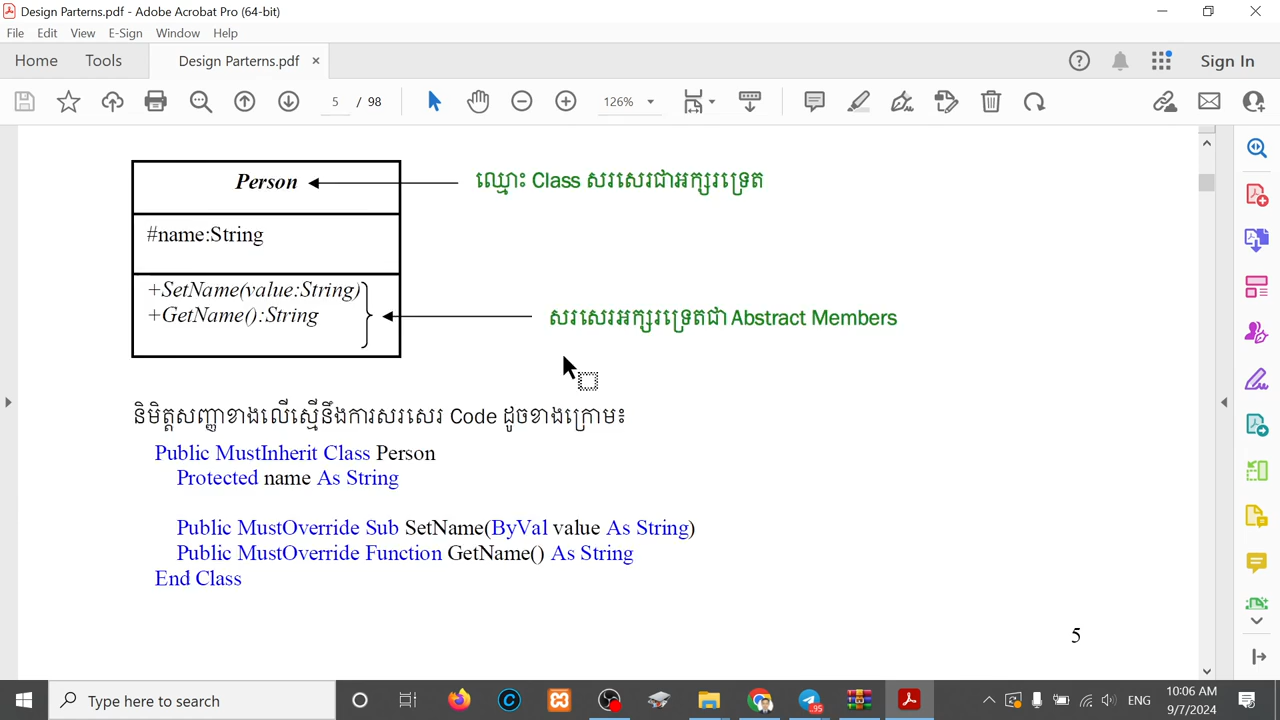 Design Parterns.pdf - Adobe Acrobat Pro (64-bit)
File Edit View E-Sign Window Help
Home Tools Design Parterns.pdf × Sign In
5 / 98 126%
Person
ឈ្មោះ Class សរសេរជាអក្សរទ្រេត
#name:String
+SetName(value:String)
+GetName():String
សរសេរអក្សរទ្រេតជា Abstract Members
និមិត្តសញ្ញាខាងលើស្មើនឹងការសរសេរ Code ដូចខាងក្រោម៖
Public MustInherit Class Person
Protected name As String
Public MustOverride Sub SetName(ByVal value As String)
Public MustOverride Function GetName() As String
End Class
5
Type here to search
.95
ENG
10:06 AM
9/7/2024